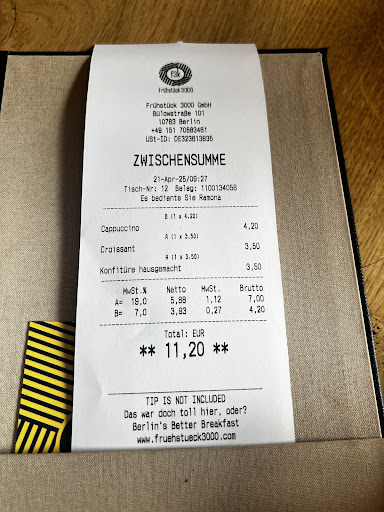 f3k
Frühstück 3000
Frühstück 3000 GmbH
Bülowstraße 101
10783 Berlin
+49 151 70583461
USt-ID: DE323613835
ZWISCHENSUMME
21-Apr-25/09:27
Tisch-Nr: 12 Beleg: 1100134056
Es bediente Sie Ramona
B (1 x 4,20)
Cappuccino 4,20
A (1 x 3,50)
Croissant 3,50
A (1 x 3,50)
Konfitüre hausgemacht 3,50
MwSt.% Netto MwSt. Brutto
A= 19,0 5,88 1,12 7,00
B= 7,0 3,93 0,27 4,20
Total: EUR
** 11,20 **
TIP IS NOT INCLUDED
Das war doch toll hier, oder?
Berlin's Better Breakfast
www.fruehstueck3000.com